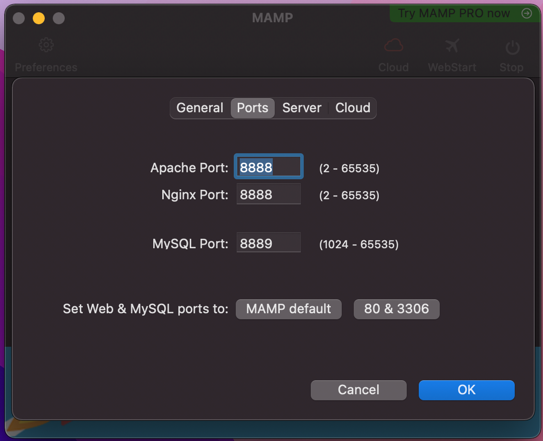 MAMP
Try MAMP PRO now
Preferences
Cloud
WebStart
Stop
General Ports Server Cloud
Apache Port: 8888 (2 - 65535)
Nginx Port: 8888 (2 - 65535)
MySQL Port: 8889 (1024 - 65535)
Set Web & MySQL ports to: MAMP default 80 & 3306
Cancel OK